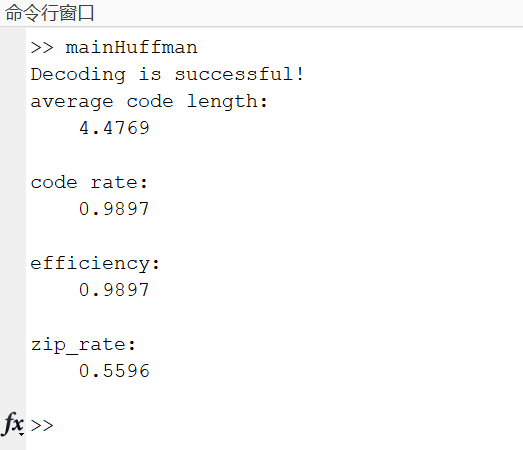 命令行窗口
>> mainHuffman
Decoding is successful!
average code length:
4.4769
code rate:
0.9897
efficiency:
0.9897
zip_rate:
0.5596
fx >>